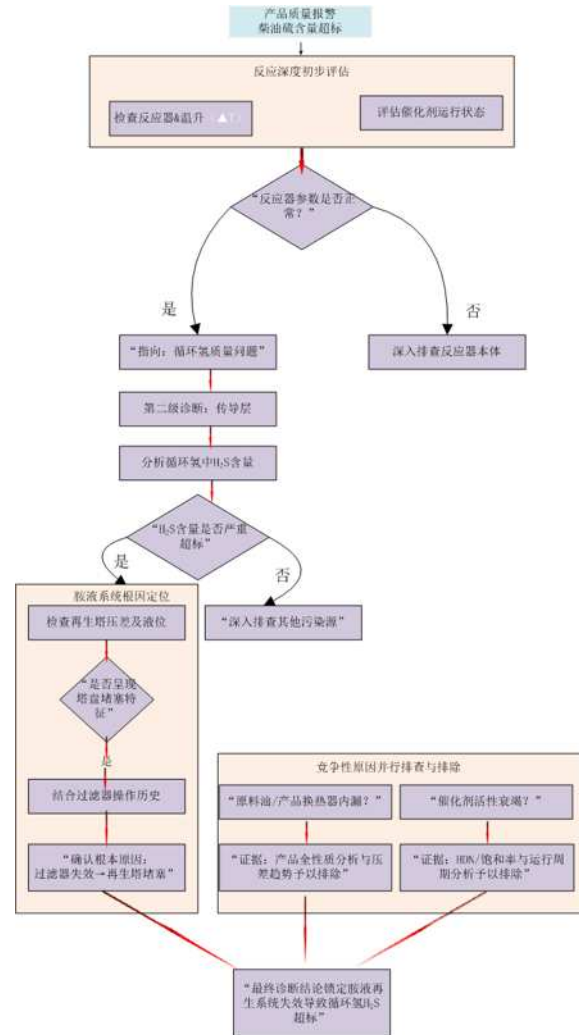 产品质量报警
柴油硫含量超标
反应深度初步评估
检查反应器&温升 (▲T)
评估催化剂运行状态
“反应器参数是否正
常？”
是
否
“指向：循环氢质量问题”
深入排查反应器本体
第二级诊断：传导层
分析循环氢中H₂S含量
“H₂S含量是否严重
超标”
是
否
胺液系统根因定位
检查再生塔压差及液位
“深入排查其他污染源”
“是否呈现
塔盘堵塞特
征”
是
结合过滤器操作历史
“确认根本原因：
过滤器失效→再生塔堵塞”
竞争性原因并行排查与排除
“原料油/产品换热器内漏？”
“催化剂活性衰竭？”
“证据：产品全性质分析与压
差趋势予以排除”
“证据：HDN/饱和率与运行周
期分析予以排除”
“最终诊断结论锁定胺液再
生系统失效导致循环氢H₂S
超标”